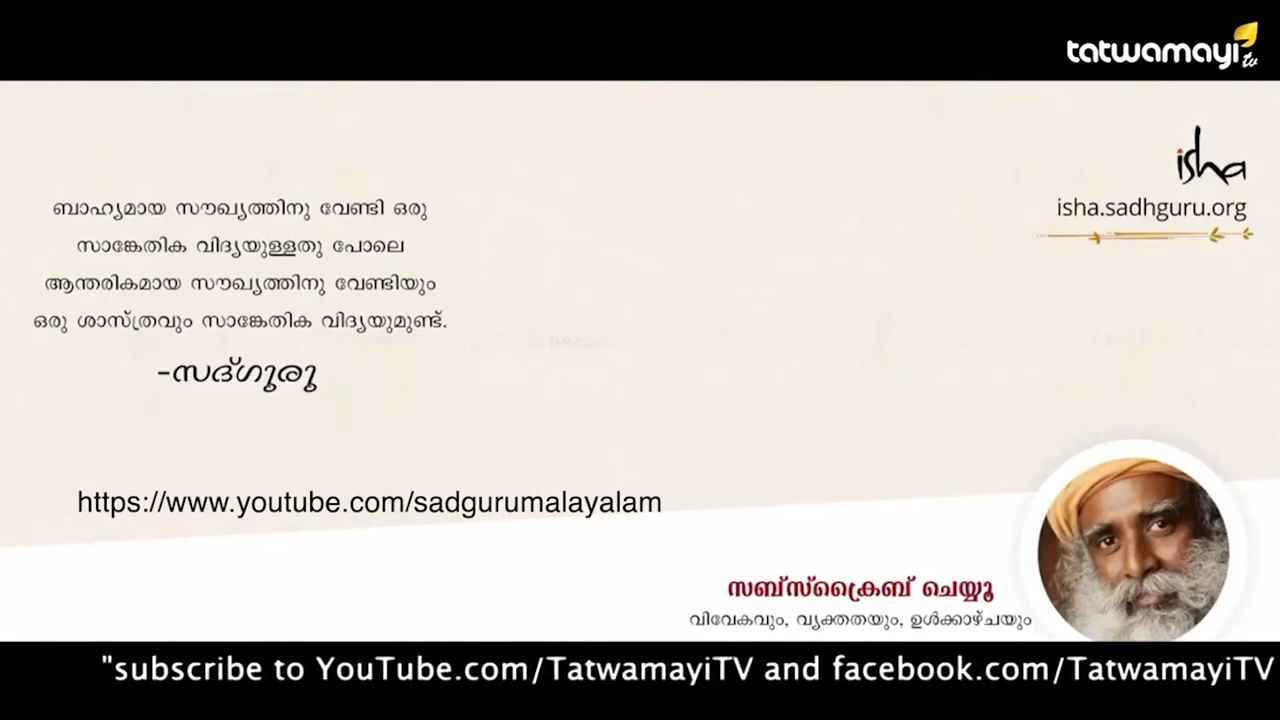 tatwamayi tv
isha
isha.sadhguru.org
ബാഹ്യമായ സൗഖ്യത്തിനു വേണ്ടി ഒരു
സാങ്കേതിക വിദ്യയുള്ളതു പോലെ
ആന്തരികമായ സൗഖ്യത്തിനു വേണ്ടിയും
ഒരു ശാസ്ത്രവും സാങ്കേതിക വിദ്യയുമുണ്ട്.
-സദ്ഗുരു
https://www.youtube.com/sadgurumalayalam
സബ്സ്ക്രൈബ് ചെയ്യൂ
വിവേകവും, വ്യക്തതയും, ഉൾക്കാഴ്ചയും
"subscribe to YouTube.com/TatwamayiTV and facebook.com/TatwamayiTV